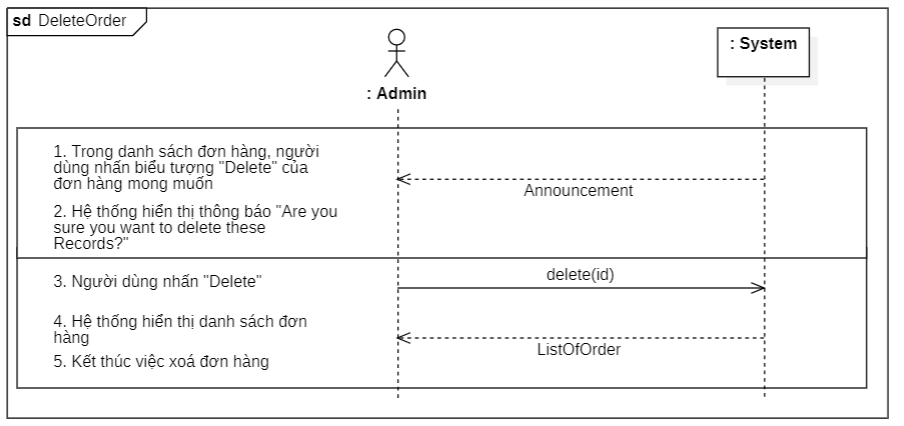 sd DeleteOrder
: Admin
: System
1. Trong danh sách đơn hàng, người
dùng nhấn biểu tượng "Delete" của
đơn hàng mong muốn
Announcement
2. Hệ thống hiển thị thông báo "Are you
sure you want to delete these
Records?"
3. Người dùng nhấn "Delete"
delete(id)
4. Hệ thống hiển thị danh sách đơn
hàng
ListOfOrder
5. Kết thúc việc xoá đơn hàng